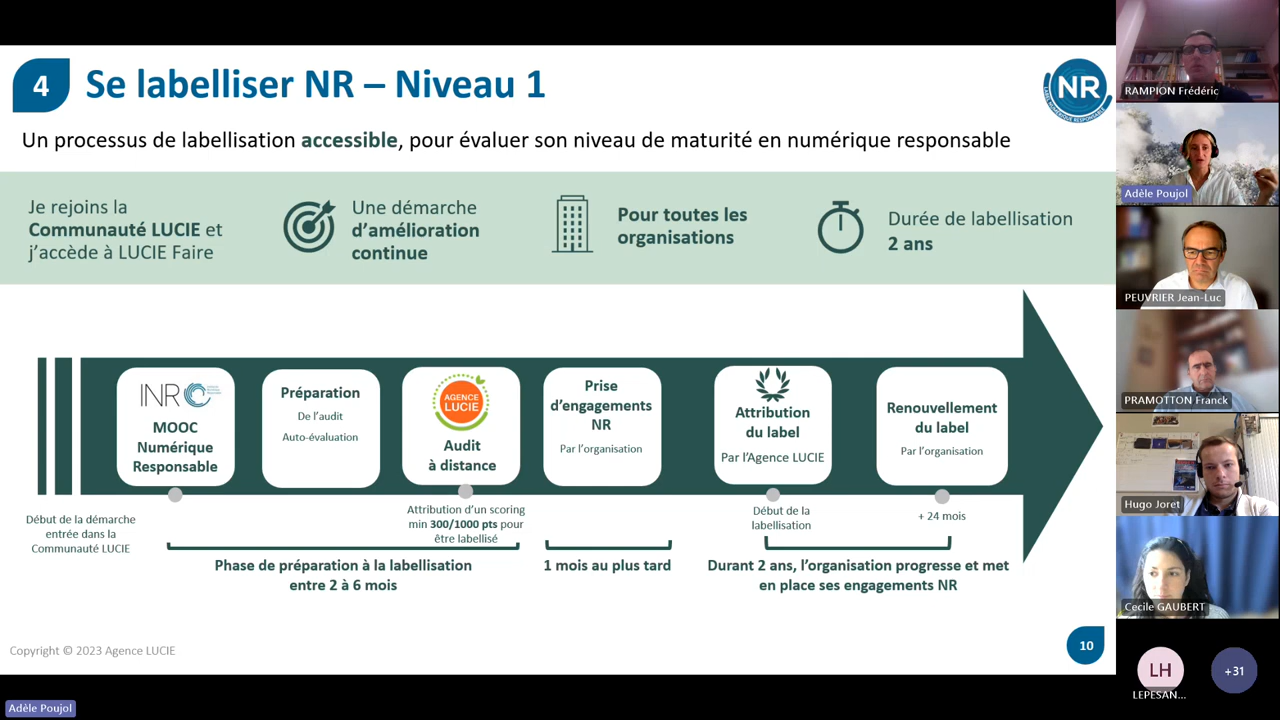 4
Se labelliser NR – Niveau 1
NR
LABEL NUMÉRIQUE RESPONSABLE
Un processus de labellisation accessible, pour évaluer son niveau de maturité en numérique responsable
Je rejoins la
Communauté LUCIE et
j’accède à LUCIE Faire
Une démarche
d’amélioration
continue
Pour toutes les
organisations
Durée de labellisation
2 ans
INR
MOOC
Numérique
Responsable
Préparation
De l’audit
Auto-évaluation
AGENCE
LUCIE
Audit
à distance
Prise
d’engagements
NR
Par l’organisation
Attribution
du label
Par l’Agence LUCIE
Renouvellement
du label
Par l’organisation
Début de la démarche
entrée dans la
Communauté LUCIE
Attribution d’un scoring
min 300/1000 pts pour
être labellisé
Début de la
labellisation
+ 24 mois
Phase de préparation à la labellisation
entre 2 à 6 mois
1 mois au plus tard
Durant 2 ans, l’organisation progresse et met
en place ses engagements NR
Copyright © 2023 Agence LUCIE
10
Adèle Poujol
RAMPION Frédéric
Adèle Poujol
PEUVRIER Jean-Luc
PRAMOTTON Franck
Hugo Joret
Cecile GAUBERT
LH
LEPESAN...
+31